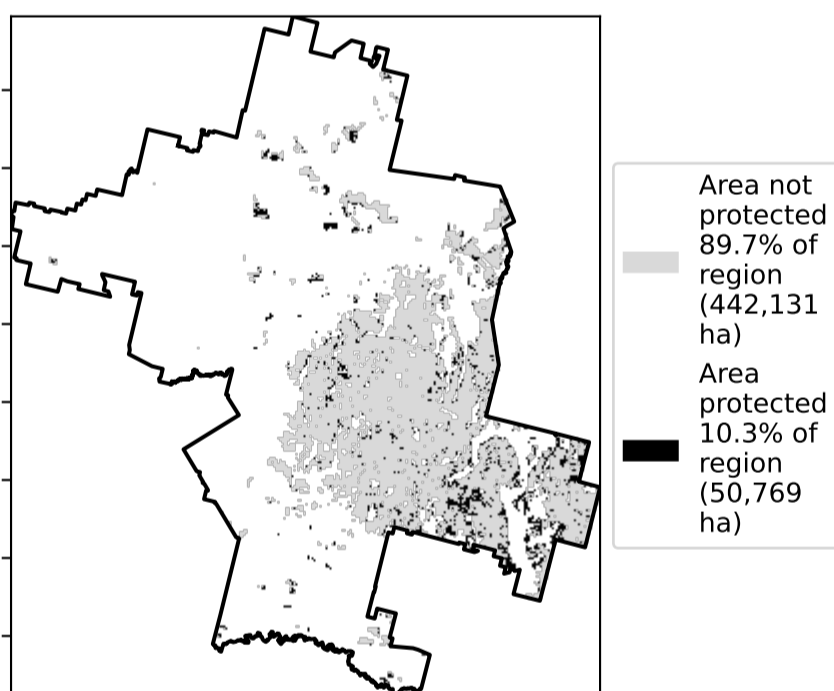 Area not
protected
89.7% of
region
(442,131
ha)
Area
protected
10.3% of
region
(50,769
ha)